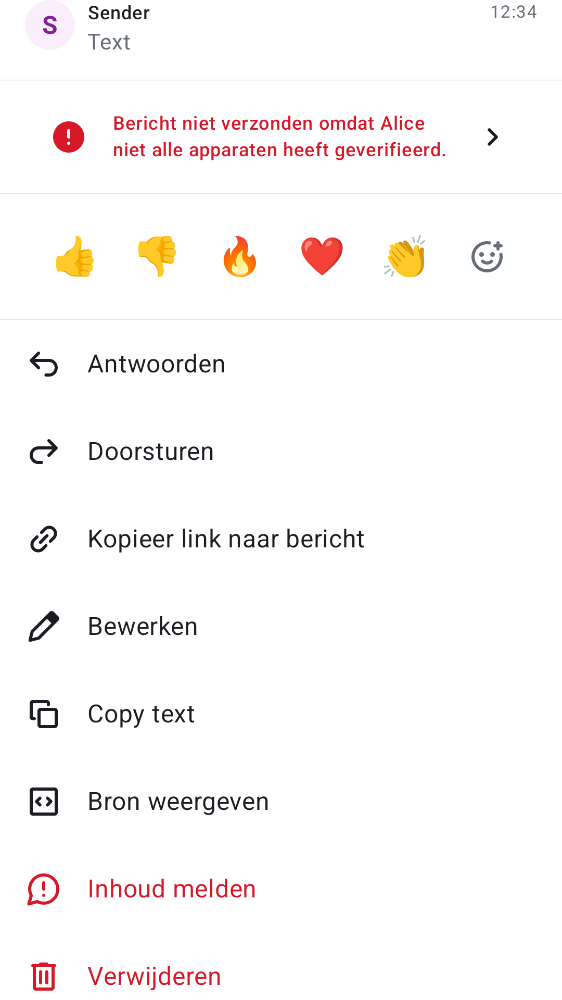 S
Sender
12:34
Text
Bericht niet verzonden omdat Alice
niet alle apparaten heeft geverifieerd.
Antwoorden
Doorsturen
Kopieer link naar bericht
Bewerken
Copy text
Bron weergeven
Inhoud melden
Verwijderen